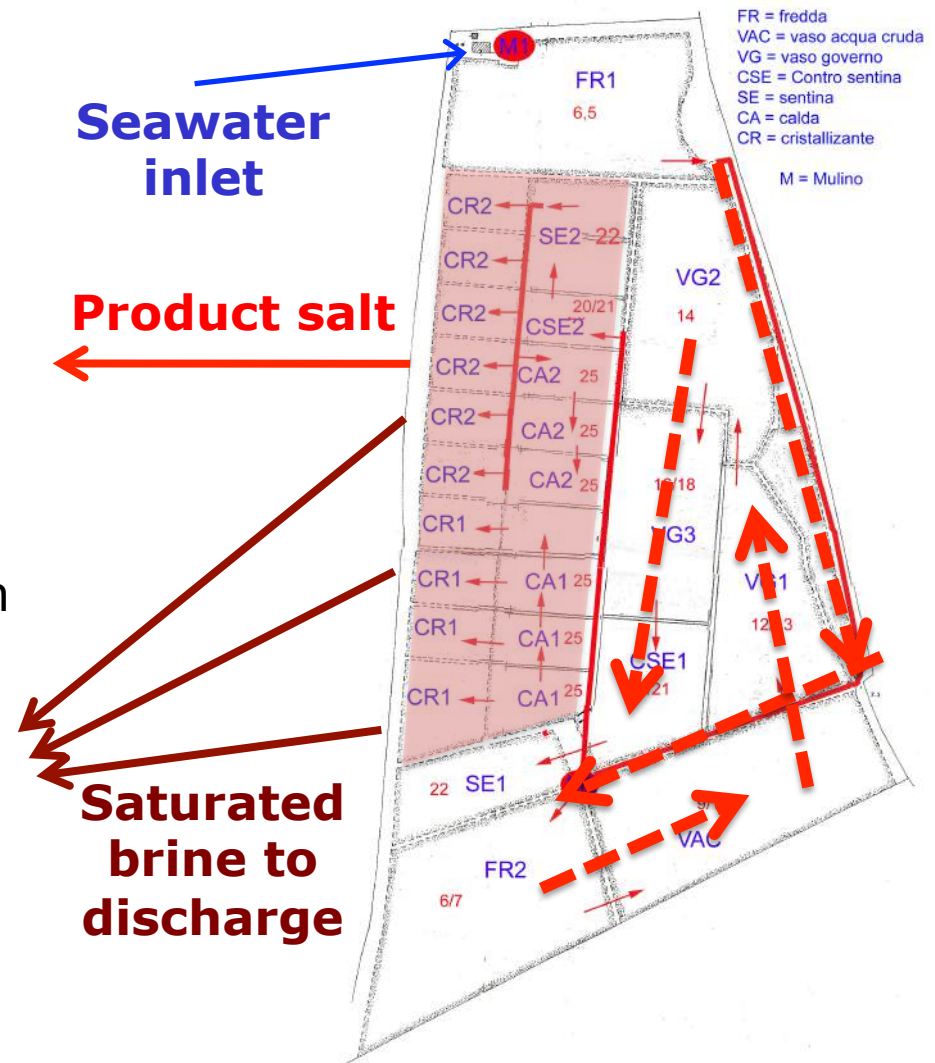 FR = fredda
VAC = vaso acqua cruda
VG = vaso governo
CSE = Contro sentina
SE = sentina
CA = calda
CR = cristallizante
M = Mulino
M1
Seawater
inlet
FR1
6,5
CR2
SE2 22
CR2
VG2
Product salt
CR2
20/21
CSE2
14
CR2
CA2 25
CR2
CA2 25
CR2
CA2 25
/18
CR1
VG3
CR1
CA1 25
VG1
CR1
CA1 25
CSE1
21
CR1
CA1 25
n
Saturated
brine to
discharge
22 SE1
9/
VAC
FR2
6/7